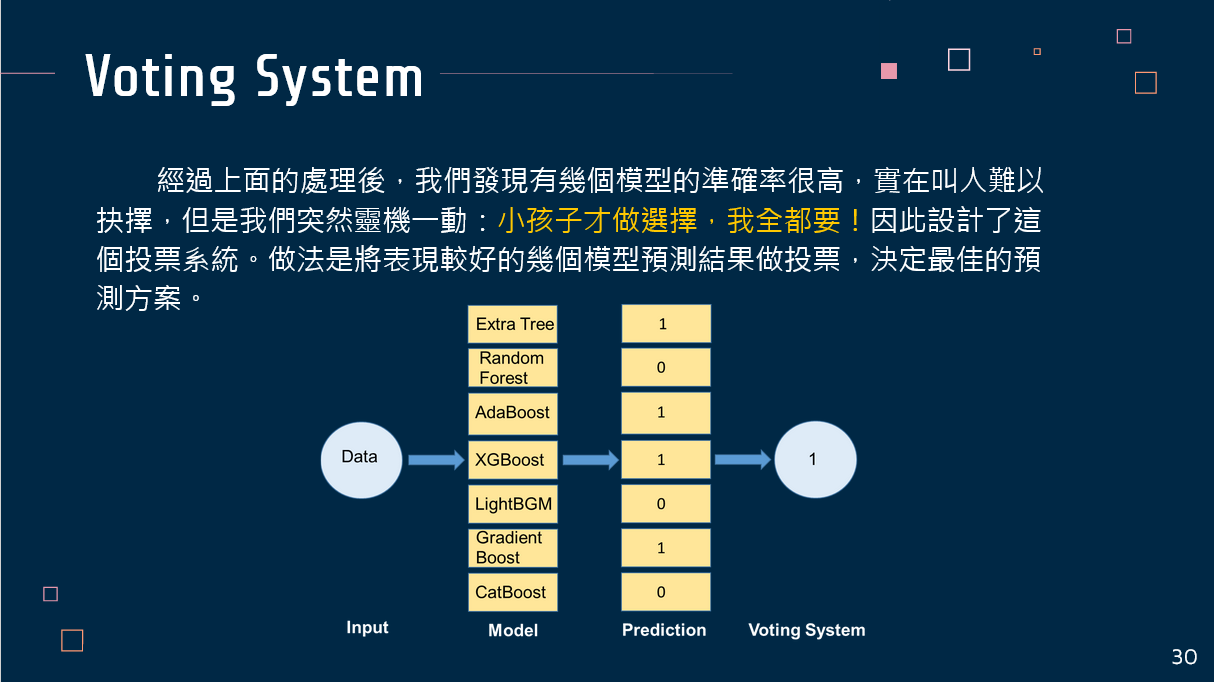 Voting System
經過上面的處理後，我們發現有幾個模型的準確率很高，實在叫人難以
抉擇，但是我們突然靈機一動：小孩子才做選擇，我全都要！因此設計了這
個投票系統。做法是將表現較好的幾個模型預測結果做投票，決定最佳的預
測方案。
Extra Tree
1
Random
Forest
0
AdaBoost
1
Data
XGBoost
1
1
LightBGM
0
Gradient
Boost
1
CatBoost
0
Input
Model
Prediction
Voting System
30